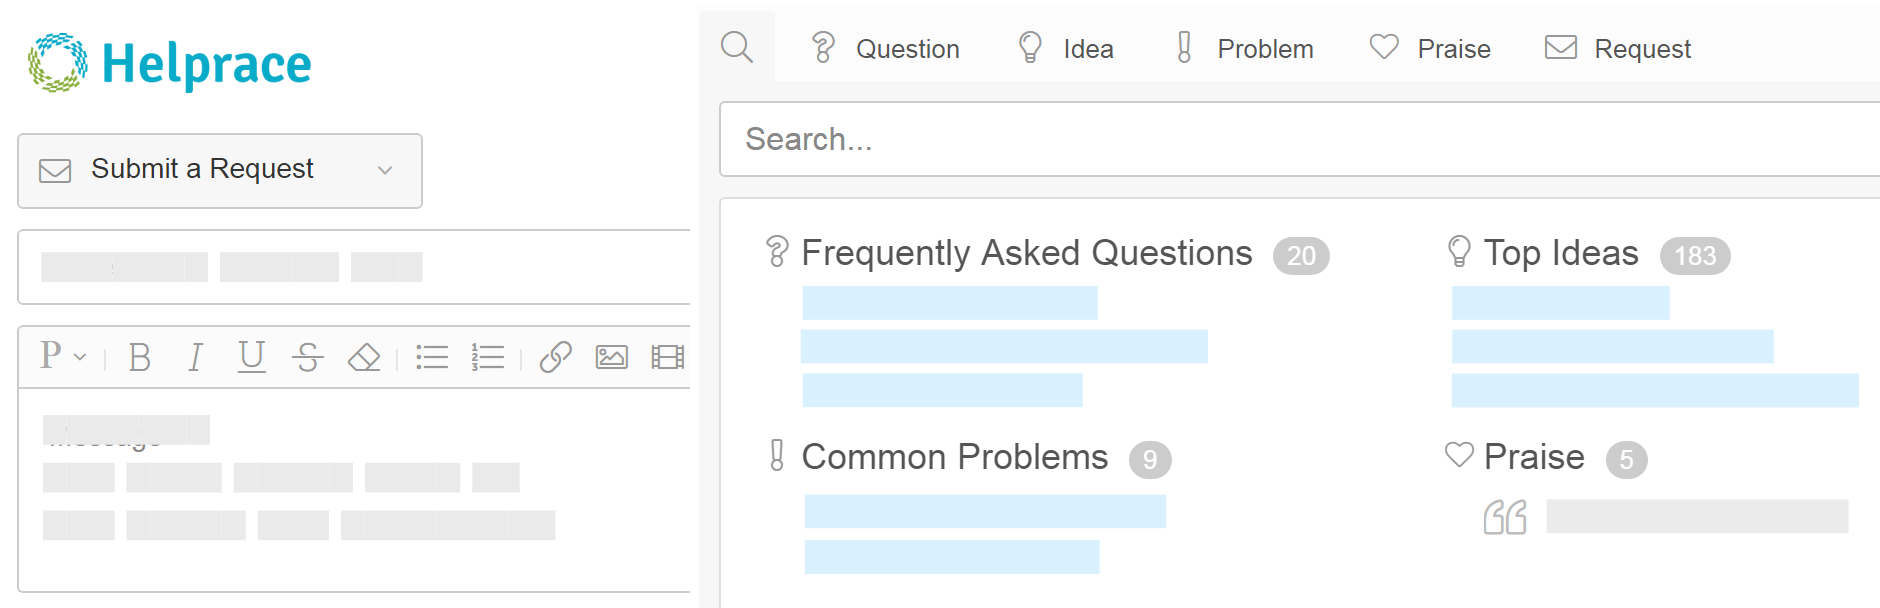 Helprace
Submit a Request
P B I U S
Question Idea Problem Praise Request
Search...
Frequently Asked Questions 20
Top Ideas 183
Common Problems 9
Praise 5